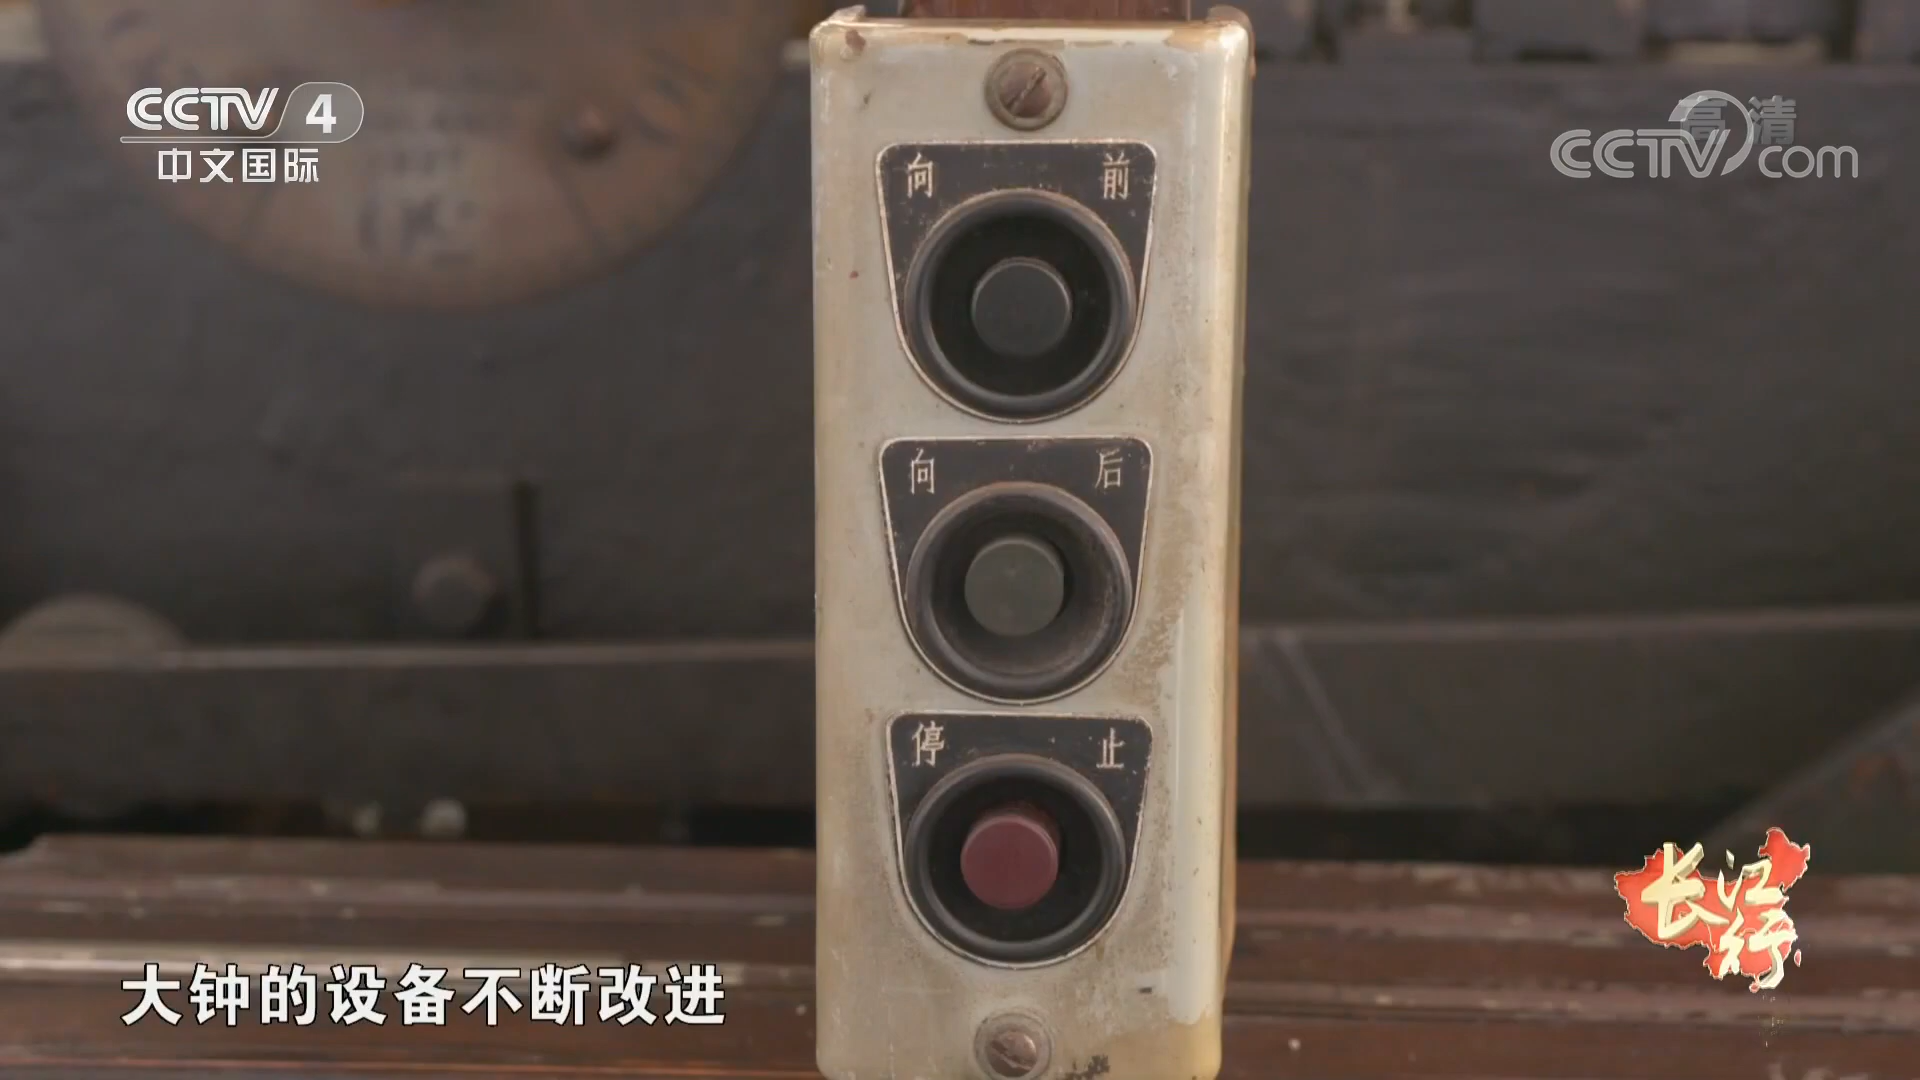 CCTV 4
中文国际
高清
CCTV.com
向 前
向 后
停 止
长江行
大钟的设备不断改进